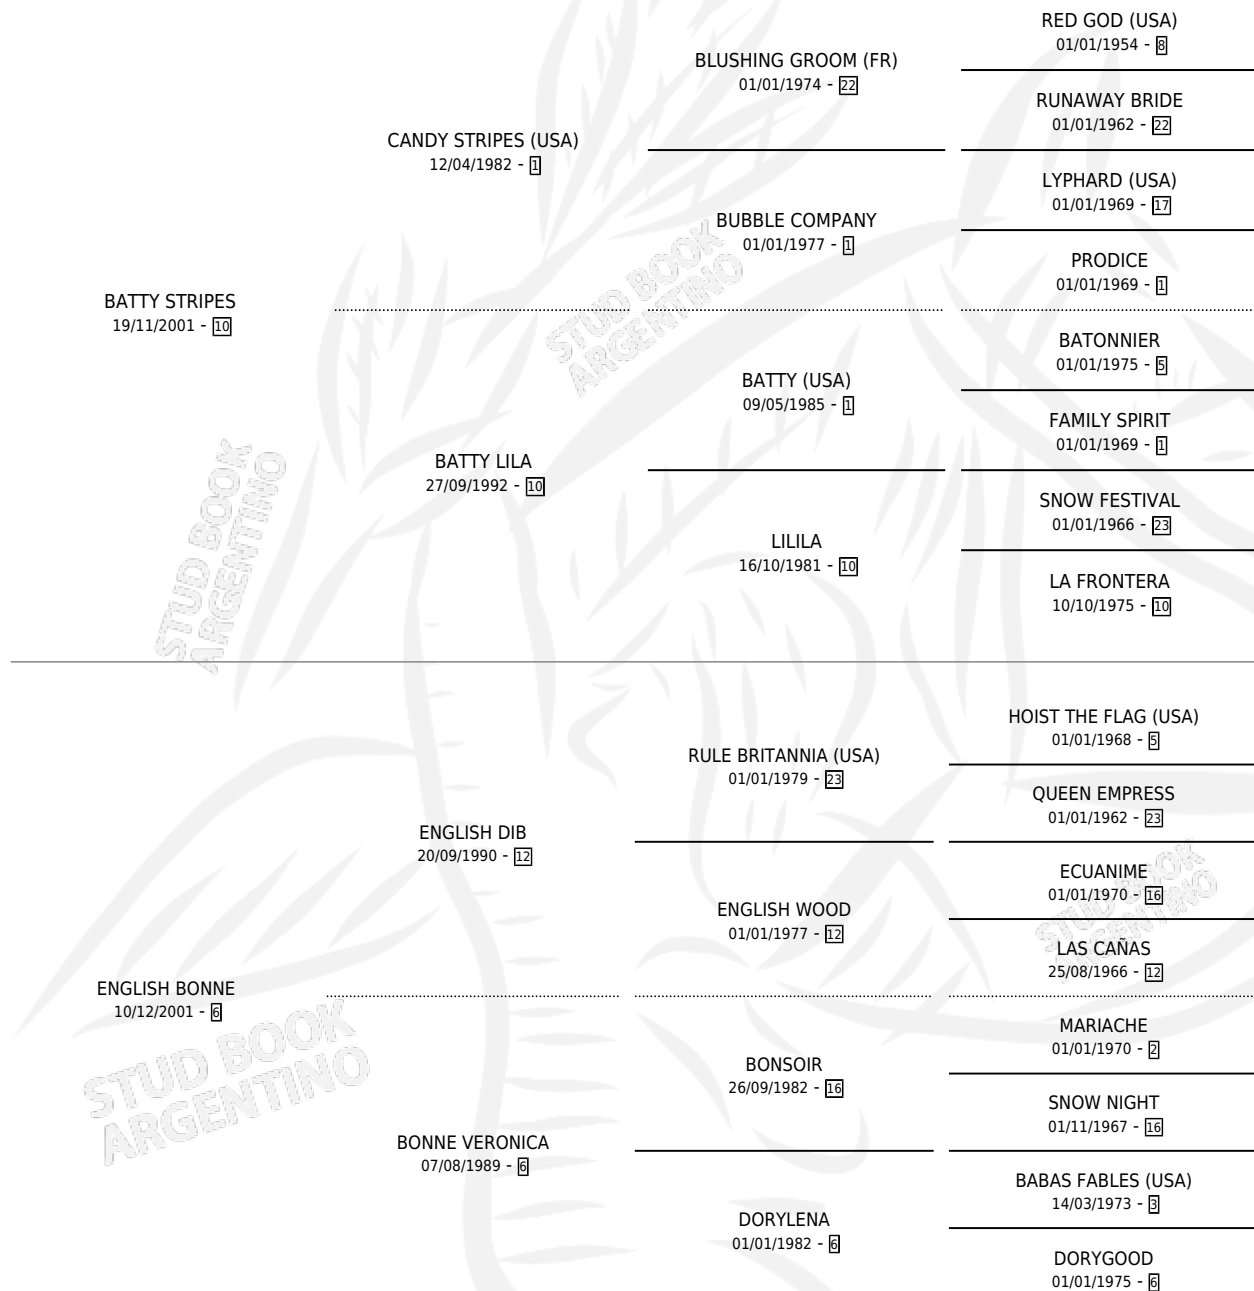 RED GOD (USA)
01/01/1954 - 8
BLUSHING GROOM (FR)
01/01/1974 - 22
RUNAWAY BRIDE
01/01/1962 - 22
CANDY STRIPES (USA)
12/04/1982 - 1
LYPHARD (USA)
01/01/1969 - 17
BUBBLE COMPANY
01/01/1977 - 1
PRODICE
01/01/1969 - 1
BATTY STRIPES
19/11/2001 - 10
BATONNIER
01/01/1975 - 5
BATTY (USA)
09/05/1985 - 1
FAMILY SPIRIT
01/01/1969 - 1
BATTY LILA
27/09/1992 - 10
SNOW FESTIVAL
01/01/1966 - 23
LILILA
16/10/1981 - 10
LA FRONTERA
10/10/1975 - 10
HOIST THE FLAG (USA)
01/01/1968 - 5
RULE BRITANNIA (USA)
01/01/1979 - 23
QUEEN EMPRESS
01/01/1962 - 23
ENGLISH DIB
20/09/1990 - 12
ECUANIME
01/01/1970 - 16
ENGLISH WOOD
01/01/1977 - 12
LAS CAÑAS
25/08/1966 - 12
ENGLISH BONNE
10/12/2001 - 6
MARIACHE
01/01/1970 - 2
BONSOIR
26/09/1982 - 16
SNOW NIGHT
01/11/1967 - 16
BONNE VERONICA
07/08/1989 - 6
BABAS FABLES (USA)
14/03/1973 - 3
DORYLENA
01/01/1982 - 6
DORYGOOD
01/01/1975 - 6
STUD BOOK
ARGENTINO
STUD BOOK
ARGENTINO
STUD BOOK
ARGENTINO
STUD BOOK
ARGENTINO